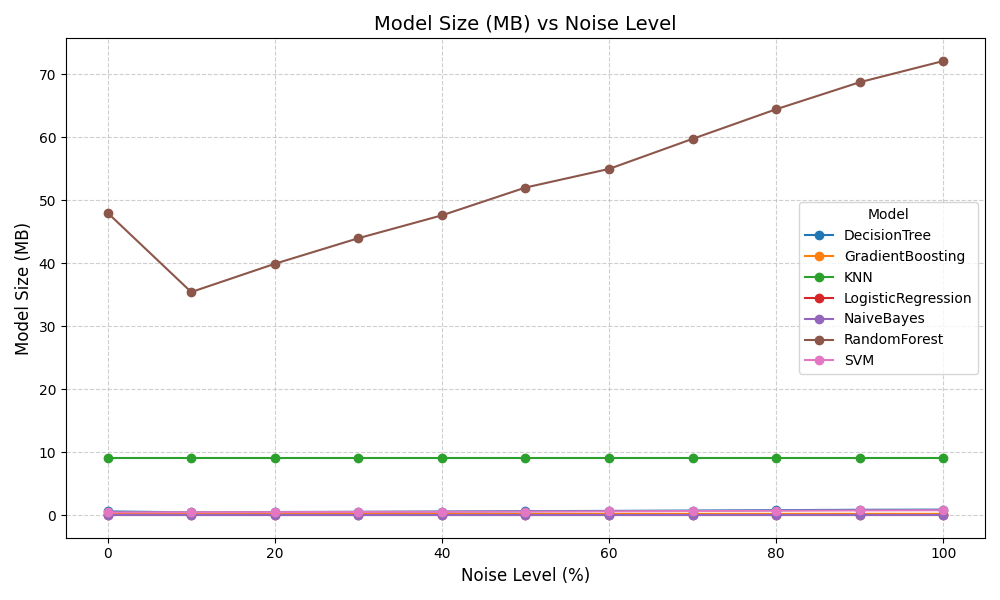 Model Size (MB) vs Noise Level
Model Size (MB)
70
60
50
40
30
20
10
0
Model
DecisionTree
GradientBoosting
KNN
LogisticRegression
NaiveBayes
RandomForest
SVM
0 20 40 60 80 100
Noise Level (%)